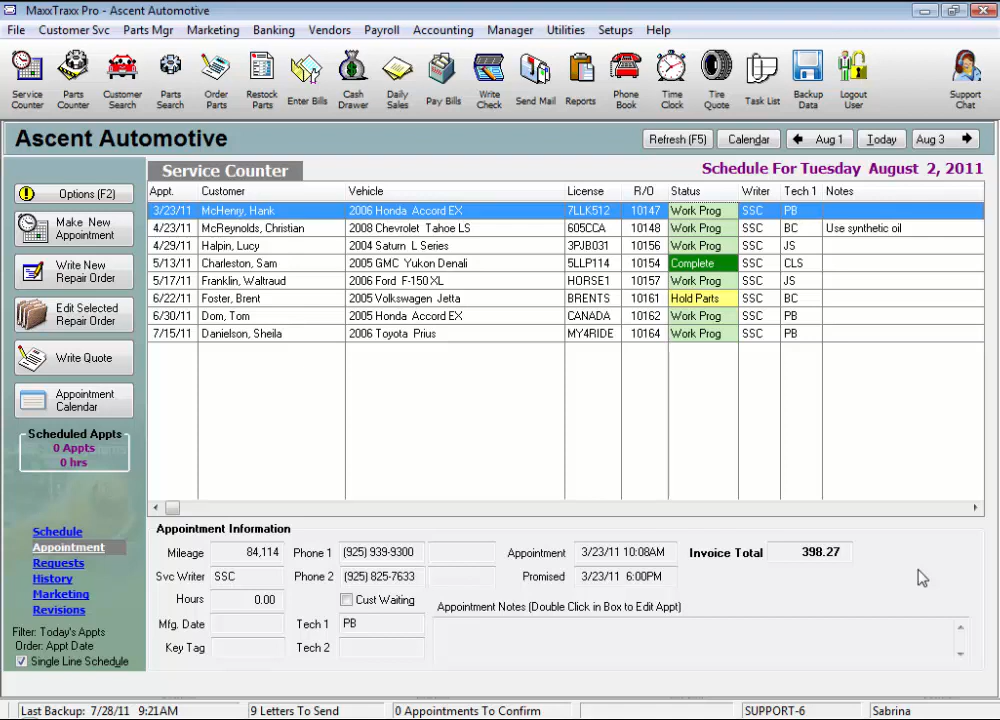 MaxxTraxx Pro - Ascent Automotive
File Customer Svc Parts Mgr Marketing Banking Vendors Payroll Accounting Manager Utilities Setups Help
Service Counter Parts Counter Customer Search Parts Search Order Parts Restock Parts Enter Bills Cash Drawer Daily Sales Pay Bills Write Check Send Mail Reports Phone Book Time Clock Tire Quote Task List Backup Data Logout User Support Chat
Ascent Automotive Refresh (F5) Calendar Aug 1 Today Aug 3
Service Counter Schedule For Tuesday August 2, 2011
Appt. Customer Vehicle License R/O Status Writer Tech 1 Notes
3/23/11 McHenry, Hank 2006 Honda Accord EX 7LLK512 10147 Work Prog SSC PB
4/23/11 McReynolds, Christian 2008 Chevrolet Tahoe LS 605CCA 10148 Work Prog SSC BC Use synthetic oil
4/29/11 Halpin, Lucy 2004 Saturn L Series 3PJB031 10156 Work Prog SSC JS
5/13/11 Charleston, Sam 2005 GMC Yukon Denali 5LLP114 10154 Complete SSC CLS
5/17/11 Franklin, Waltraud 2006 Ford F-150 XL HORSE1 10157 Work Prog SSC JS
6/22/11 Foster, Brent 2005 Volkswagen Jetta BRENTS 10161 Hold Parts SSC BC
6/30/11 Dom, Tom 2005 Honda Accord EX CANADA 10162 Work Prog SSC PB
7/15/11 Danielson, Sheila 2006 Toyota Prius MY4RIDE 10164 Work Prog SSC PB
Options (F2)
Make New
Appointment
Write New
Repair Order
Edit Selected
Repair Order
Write Quote
Appointment
Calendar
Scheduled Appts
0 Appts
0 hrs
Schedule
Appointment
Requests
History
Marketing
Revisions
Filter: Today's Appts
Order: Appt Date
Single Line Schedule
Appointment Information
Mileage 84,114 Phone 1 (925) 939-9300 Appointment 3/23/11 10:08AM Invoice Total 398.27
Svc Writer SSC Phone 2 (925) 825-7633 Promised 3/23/11 6:00PM
Hours 0.00 Cust Waiting Appointment Notes (Double Click in Box to Edit Appt)
Mfg. Date Tech 1 PB
Key Tag Tech 2
Last Backup: 7/28/11 9:21AM 9 Letters To Send 0 Appointments To Confirm SUPPORT-6 Sabrina